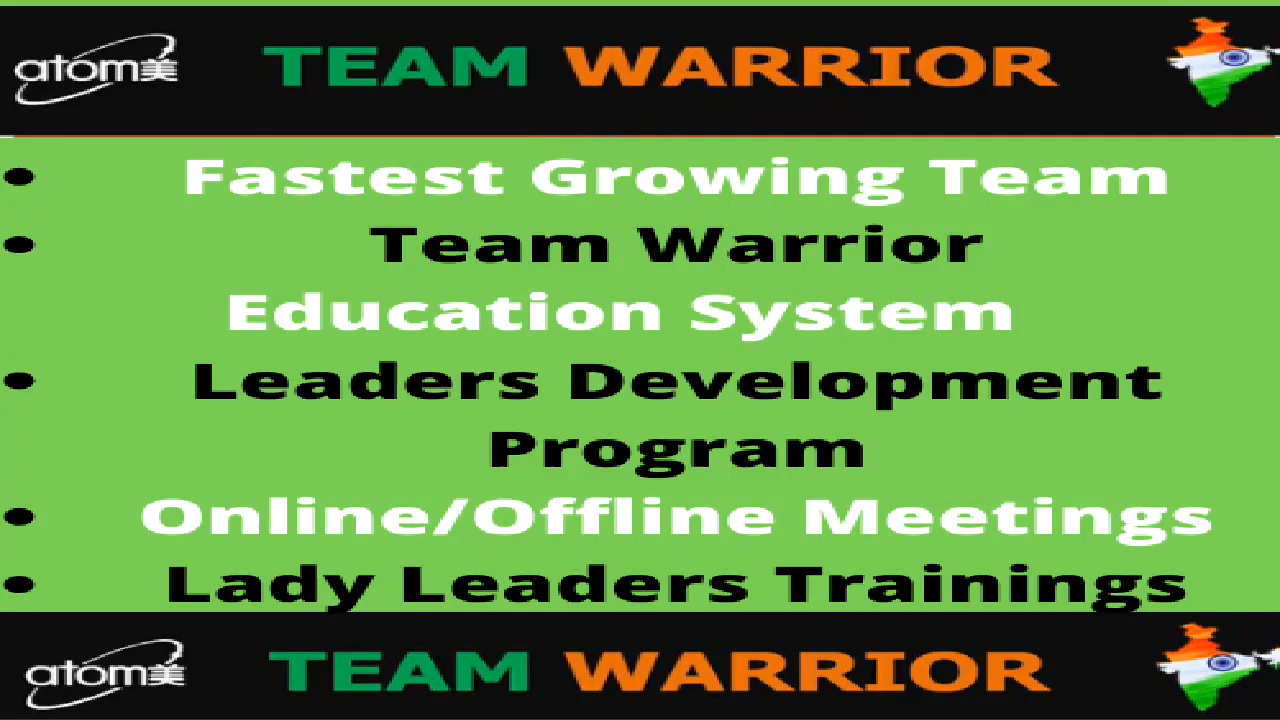 atom美
TEAM WARRIOR
• Fastest Growing Team
• Team Warrior
Education System
• Leaders Development
Program
• Online/Offline Meetings
• Lady Leaders Trainings
atom美
TEAM WARRIOR